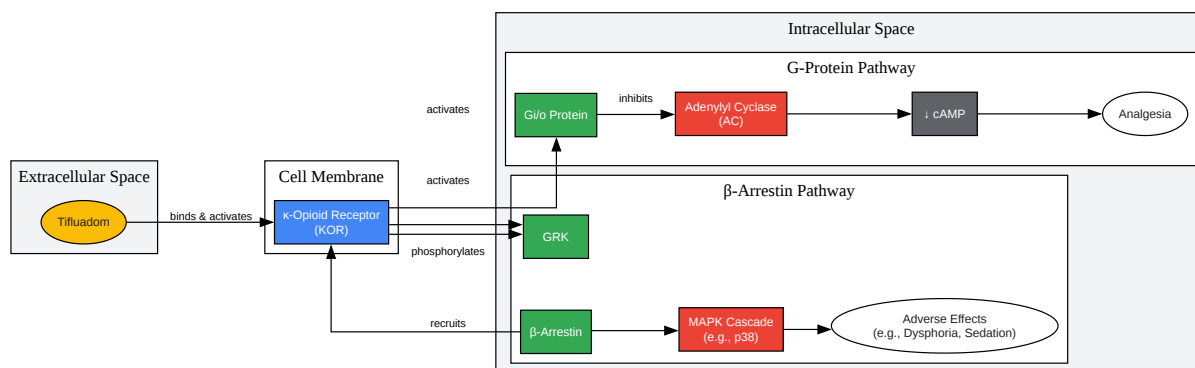 Intracellular Space
G-Protein Pathway
activates
Gi/o Protein
inhibits
Adenylyl Cyclase
(AC)
↓ cAMP
Analgesia
Extracellular Space
Tifluadom
binds & activates
Cell Membrane
κ-Opioid Receptor
(KOR)
activates
phosphorylates
β-Arrestin Pathway
GRK
recruits
β-Arrestin
MAPK Cascade
(e.g., p38)
Adverse Effects
(e.g., Dysphoria, Sedation)